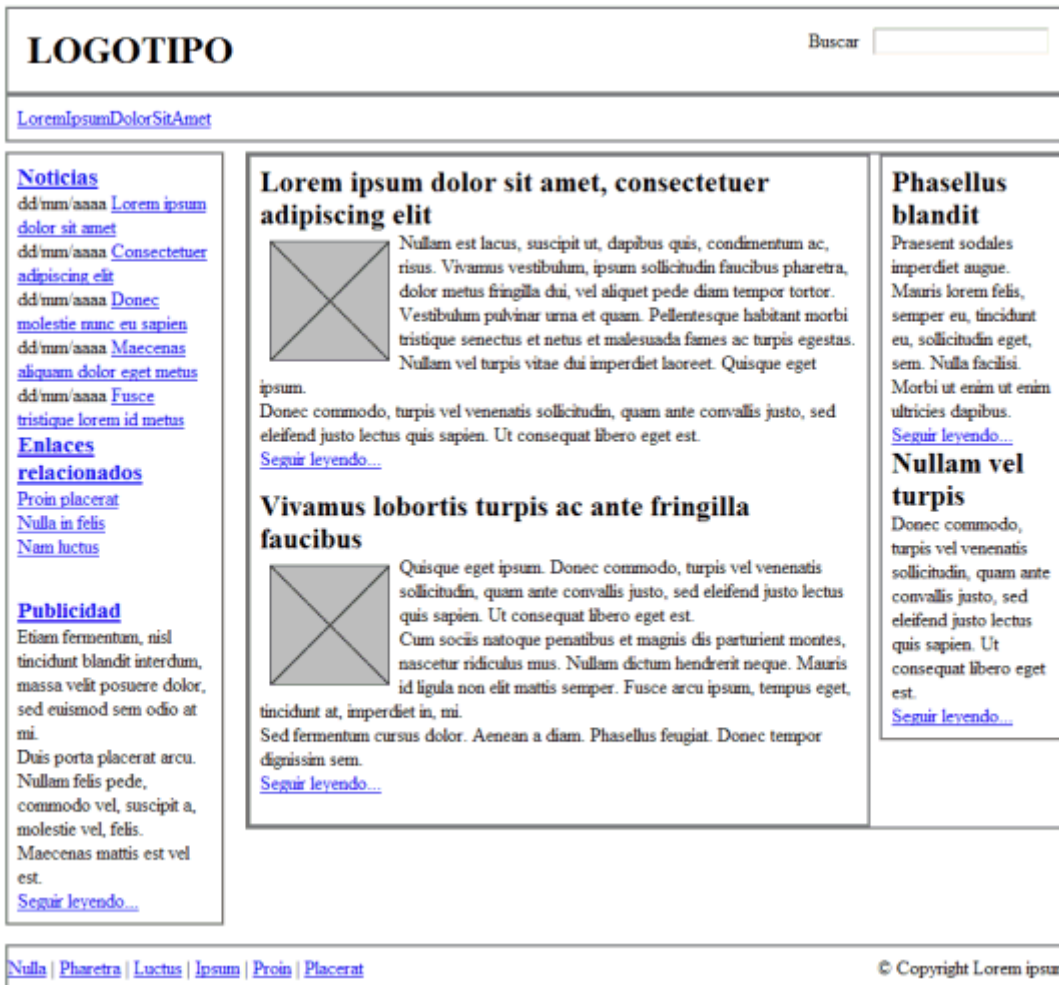 LOGOTIPO
Buscar
LoremIpsumDolorSitAmet
Noticias
dd/mm/aaaa Lorem ipsum
dolor sit amet
dd/mm/aaaa Consectetuer
adipiscing elit
dd/mm/aaaa Donec
molestie nunc eu sapien
dd/mm/aaaa Maecenas
aliquam dolor eget metus
dd/mm/aaaa Fusce
tristique lorem id metus
Enlaces
relacionados
Proin placerat
Nulla in felis
Nam luctus
Publicidad
Etiam fermentum, nisl
tincidunt blandit interdum,
massa velit posuere dolor,
sed euismod sem odio at
mi.
Duis porta placerat arcu.
Nullam felis pede,
commodo vel, suscipit a,
molestie vel, felis.
Maecenas mattis est vel
est.
Seguir leyendo...
Lorem ipsum dolor sit amet, consectetuer
adipiscing elit
Nullam est lacus, suscipit ut, dapibus quis, condimentum ac,
risus. Vivamus vestibulum, ipsum sollicitudin faucibus pharetra,
dolor metus fringilla dui, vel aliquet pede diam tempor tortor.
Vestibulum pulvinar urna et quam. Pellentesque habitant morbi
tristique senectus et netus et malesuada fames ac turpis egestas.
Nullam vel turpis vitae dui imperdiet laoreet. Quisque eget
ipsum.
Donec commodo, turpis vel venenatis sollicitudin, quam ante convallis justo, sed
eleifend justo lectus quis sapien. Ut consequat libero eget est.
Seguir leyendo...
Vivamus lobortis turpis ac ante fringilla
faucibus
Quisque eget ipsum. Donec commodo, turpis vel venenatis
sollicitudin, quam ante convallis justo, sed eleifend justo lectus
quis sapien. Ut consequat libero eget est.
Cum sociis natoque penatibus et magnis dis parturient montes,
nascetur ridiculus mus. Nullam dictum hendrerit neque. Mauris
id ligula non elit mattis semper. Fusce arcu ipsum, tempus eget,
tincidunt at, imperdiet in, mi.
Sed fermentum cursus dolor. Aenean a diam. Phasellus feugiat. Donec tempor
dignissim sem.
Seguir leyendo...
Phasellus
blandit
Praesent sodales
imperdiet augue.
Mauris lorem felis,
semper eu, tincidunt
eu, sollicitudin eget,
sem. Nulla facilisi.
Morbi ut enim ut enim
ultricies dapibus.
Seguir leyendo...
Nullam vel
turpis
Donec commodo,
turpis vel venenatis
sollicitudin, quam ante
convallis justo, sed
eleifend justo lectus
quis sapien. Ut
consequat libero eget
est.
Seguir leyendo...
Nulla | Pharetra | Luctus | Ipsum | Proin | Placerat
© Copyright Lorem